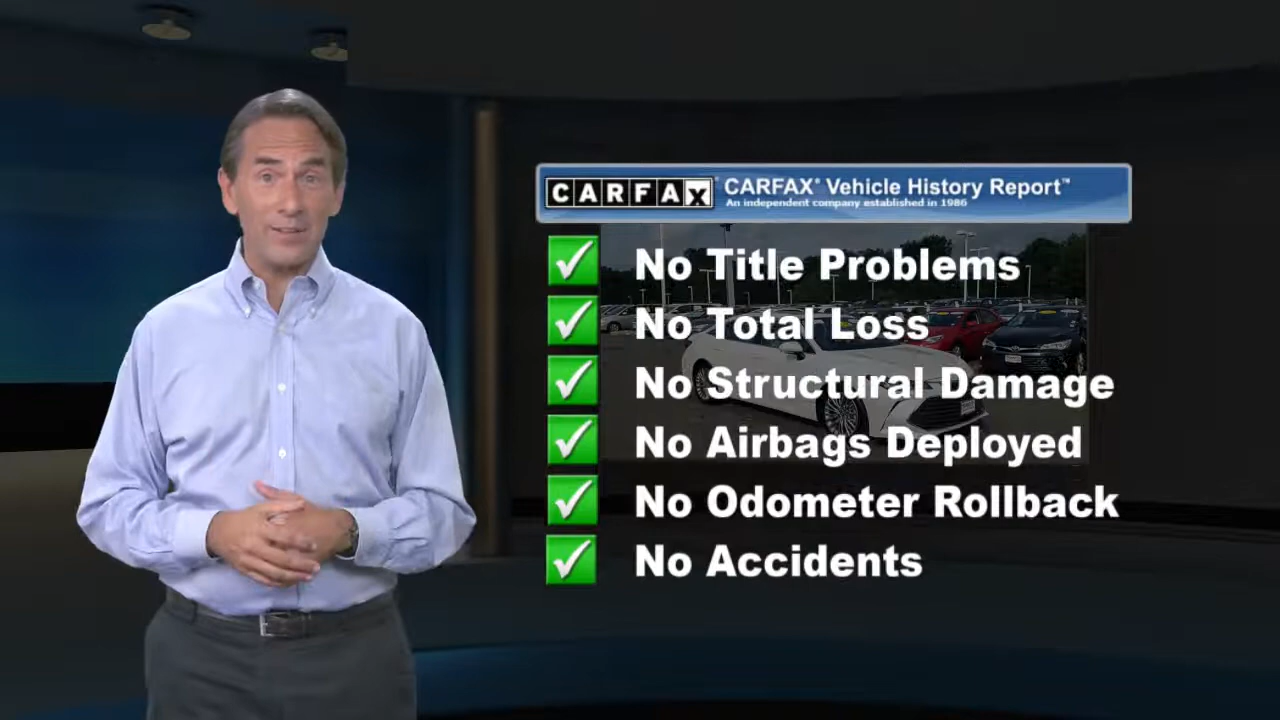 CARFAX® CARFAX® Vehicle History Report™
An independent company established in 1986
No Title Problems
No Total Loss
No Structural Damage
No Airbags Deployed
No Odometer Rollback
No Accidents